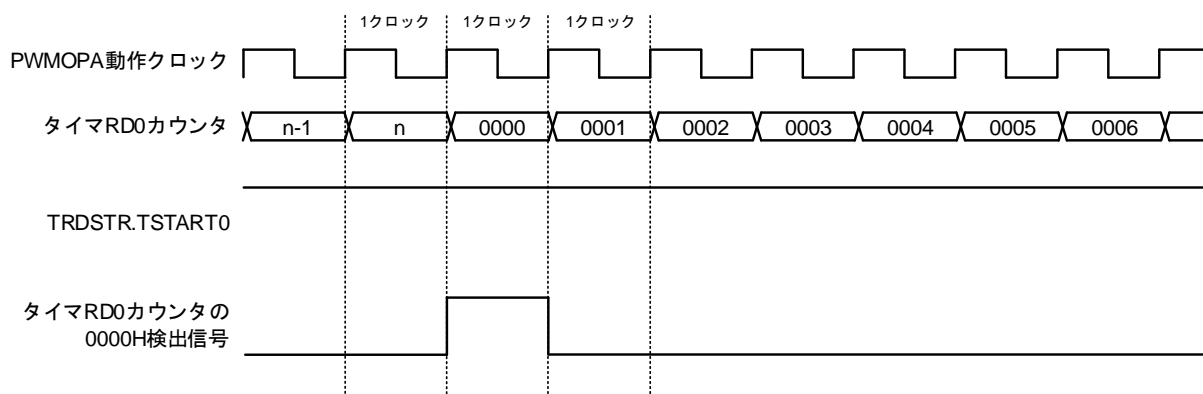 1クロック 1クロック 1クロック
PWMOPA動作クロック
タイマRD0カウンタ n-1 n 0000 0001 0002 0003 0004 0005 0006
TRDSTR.TSTART0
タイマRD0カウンタの
0000H検出信号